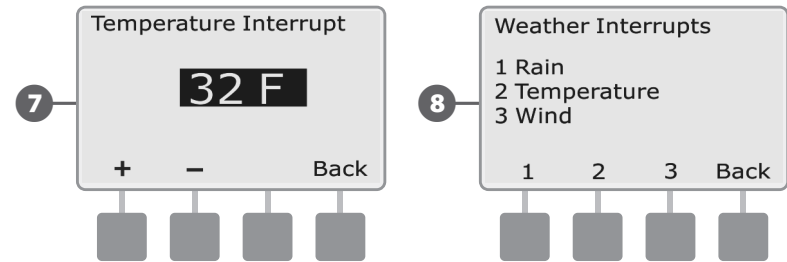 7
Temperature Interrupt
32 F
+ – Back
8
Weather Interrupts
1 Rain
2 Temperature
3 Wind
1 2 3 Back